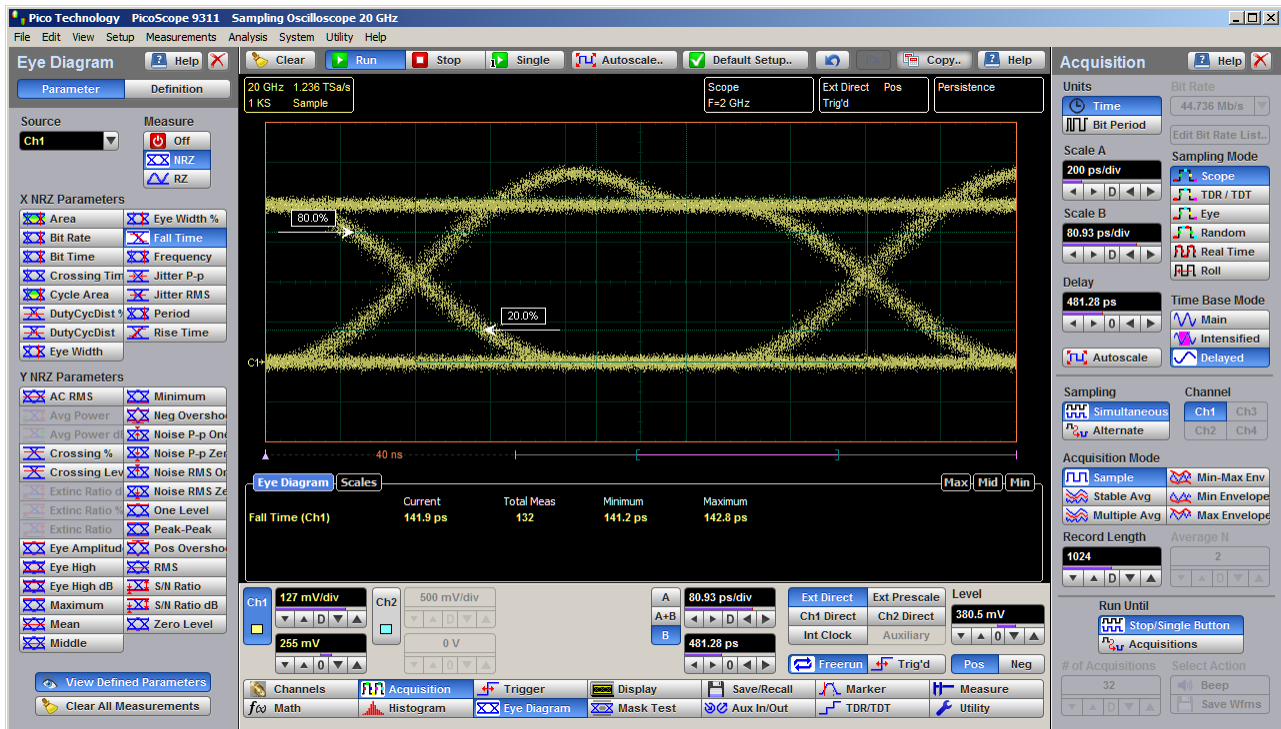 Pico Technology PicoScope 9311 Sampling Oscilloscope 20 GHz
File Edit View Setup Measurements Analysis System Utility Help
Eye Diagram Help
Parameter Definition
Source Measure
Ch1 Off
NRZ
RZ
X NRZ Parameters
Area Eye Width %
Bit Rate Fall Time
Bit Time Frequency
Crossing Tim Jitter P-p
Cycle Area Jitter RMS
DutyCycDist % Period
DutyCycDist Rise Time
Eye Width
Y NRZ Parameters
AC RMS Minimum
Avg Power Neg Oversho
Avg Power dB Noise P-p One
Crossing % Noise P-p Zer
Crossing Lev Noise RMS On
Extinc Ratio d Noise RMS Ze
Extinc Ratio % One Level
Extinc Ratio Peak-Peak
Eye Amplitud Pos Oversho
Eye High RMS
Eye High dB S/N Ratio
Maximum S/N Ratio dB
Mean Zero Level
Middle
View Defined Parameters
Clear All Measurements
Clear Run Stop Single Autoscale.. Default Setup.. Copy.. Help
20 GHz 1.236 TSa/s
1 KS Sample
Scope
F=2 GHz
Ext Direct Pos
Trig'd
Persistence
80.0%
20.0%
C1
40 ns
Eye Diagram Scales Max Mid Min
Current Total Meas Minimum Maximum
Fall Time (Ch1) 141.9 ps 132 141.2 ps 142.8 ps
Ch1 127 mV/div
D
255 mV
0
Ch2 500 mV/div
D
0 V
0
A 80.93 ps/div
A+B D
B 481.28 ps
0
Ext Direct Ext Prescale
Ch1 Direct Ch2 Direct
Int Clock Auxiliary
Level
380.5 mV
0
Freerun Trig'd Pos Neg
Channels Acquisition Trigger Display Save/Recall Marker Measure
f(x) Math Histogram Eye Diagram Mask Test Aux In/Out TDR/TDT Utility
Acquisition Help
Units Bit Rate
Time 44.736 Mb/s
Bit Period Edit Bit Rate List..
Scale A
200 ps/div
D
Scale B
80.93 ps/div
D
Delay
481.28 ps
0
Autoscale
Sampling Mode
Scope
TDR / TDT
Eye
Random
Real Time
Roll
Time Base Mode
Main
Intensified
Delayed
Sampling Channel
Simultaneous Ch1 Ch3
Alternate Ch2 Ch4
Acquisition Mode
Sample Min-Max Env
Stable Avg Min Envelope
Multiple Avg Max Envelope
Record Length Average N
1024 2
D D
Run Until
Stop/Single Button
Acquisitions
# of Acquisitions Select Action
32 Beep
D Save Wfms